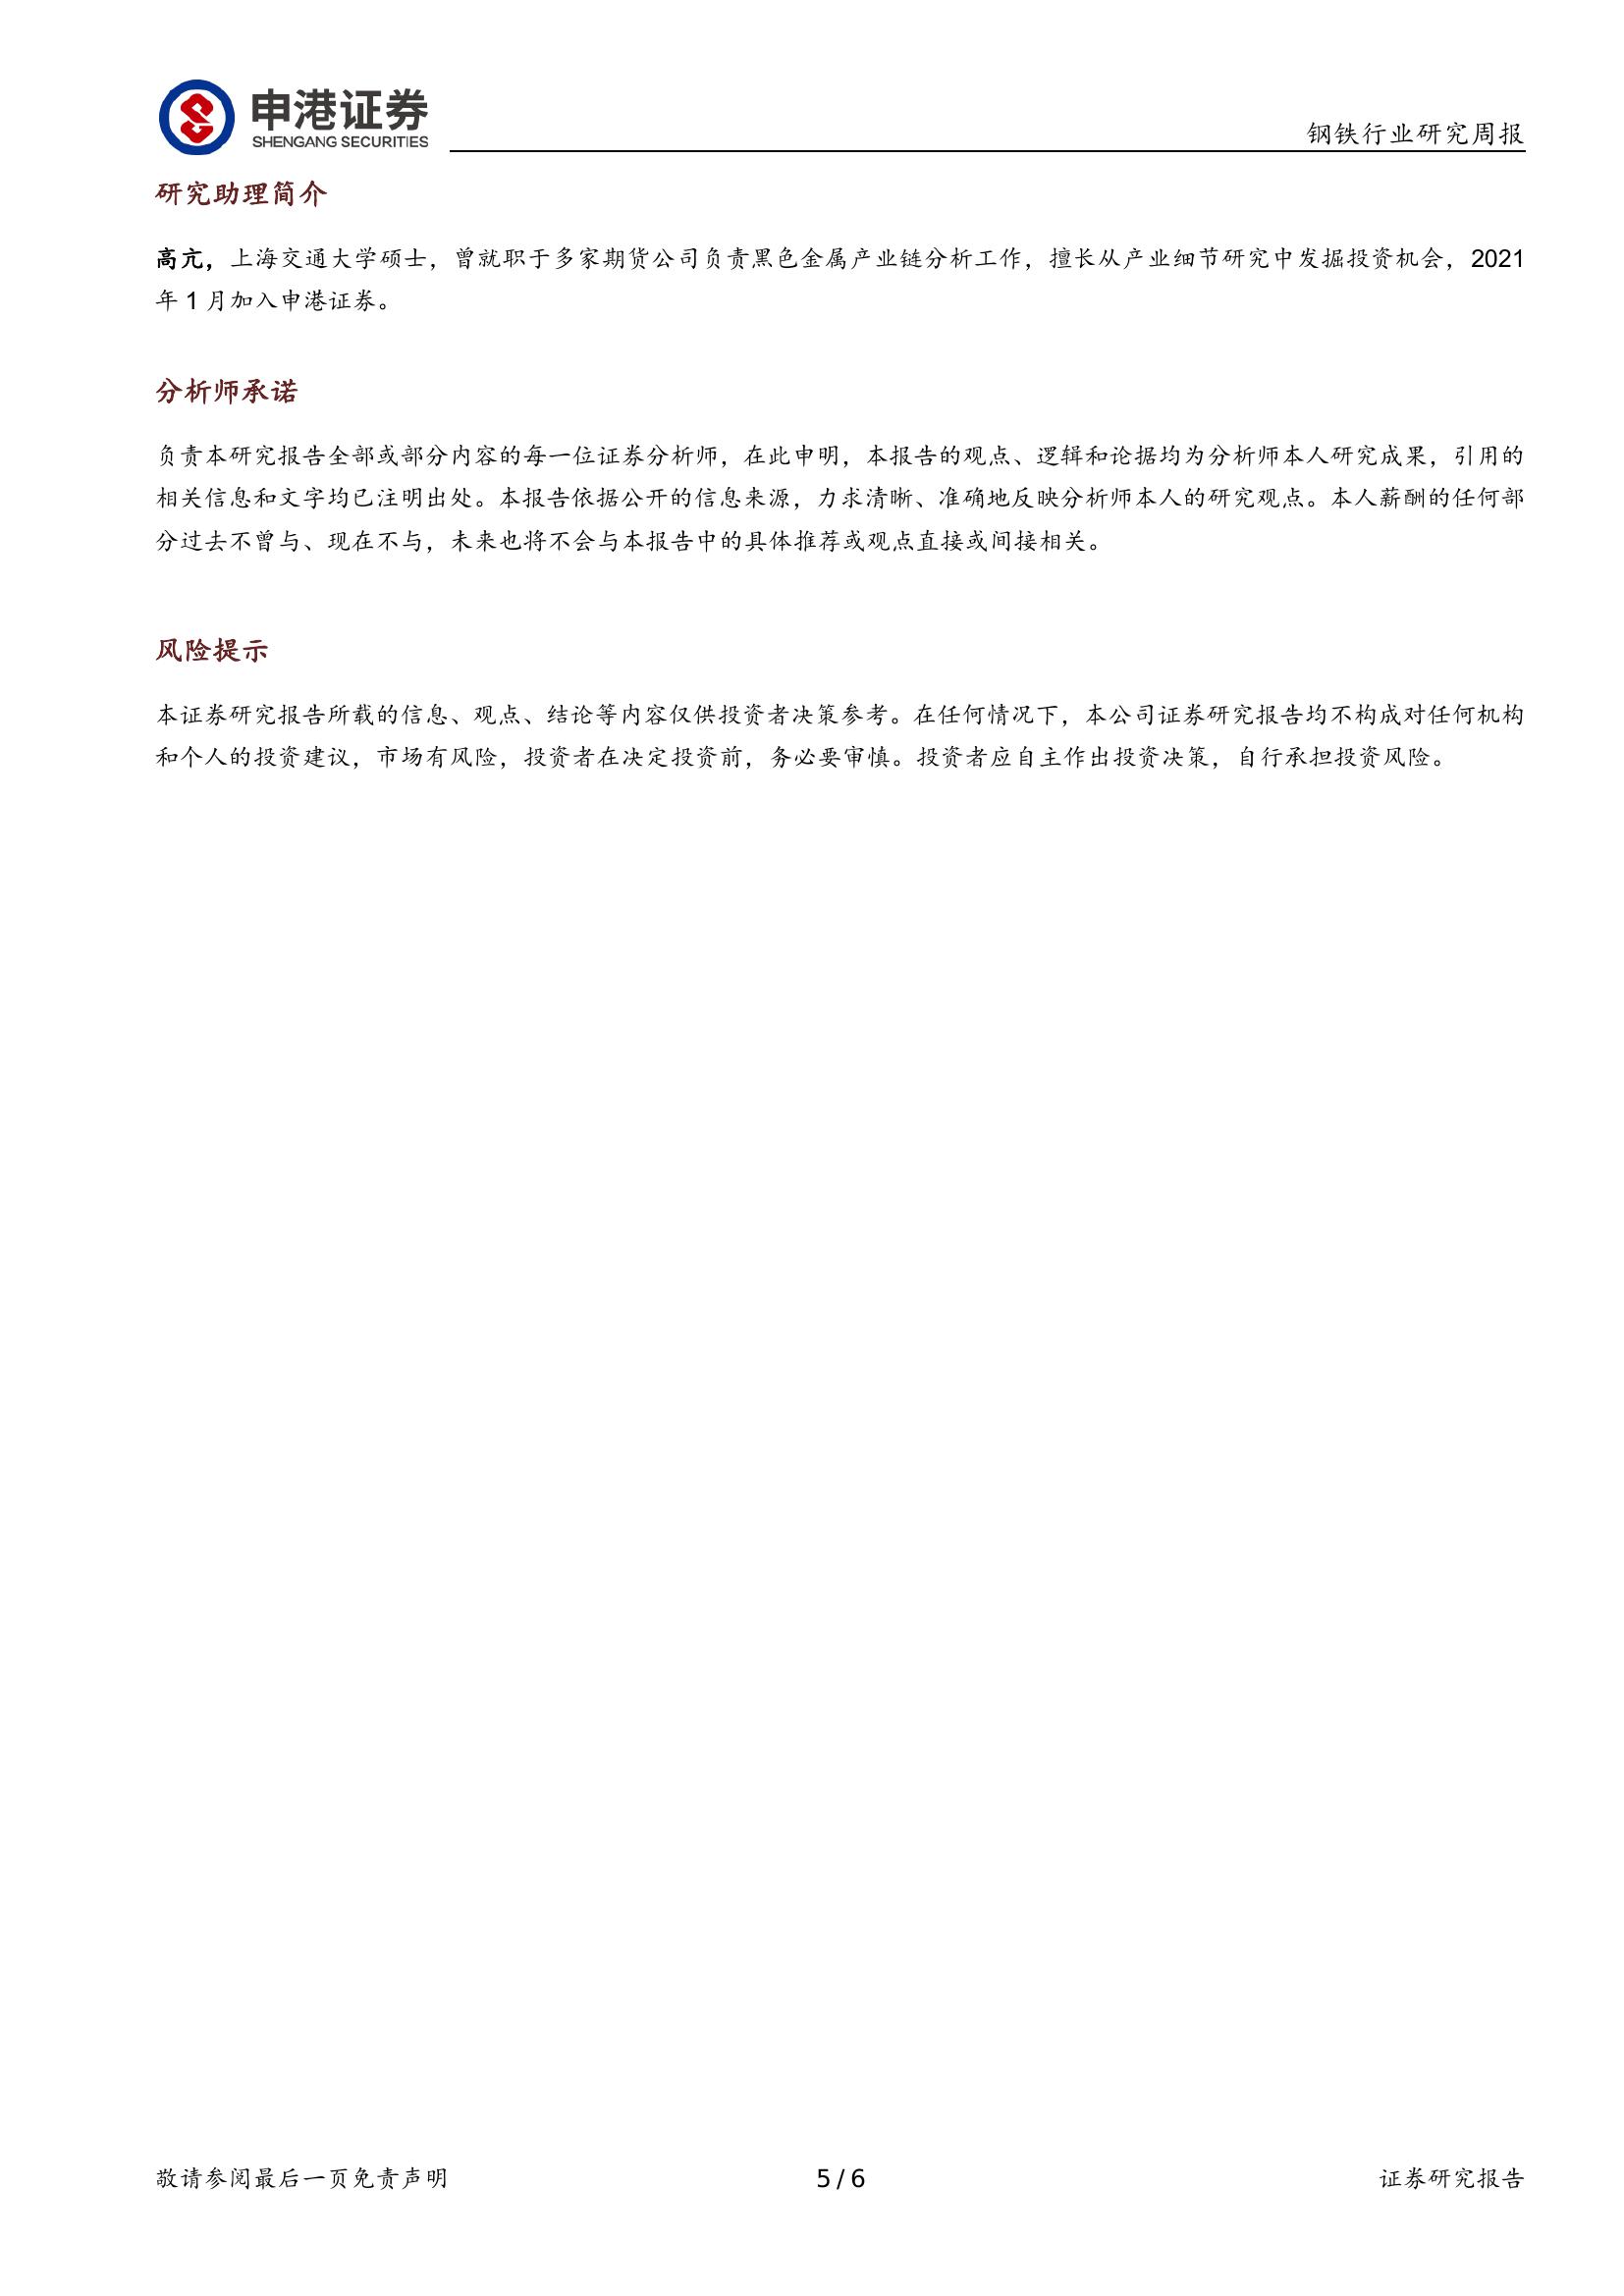 申港证券
SHENGANG SECURITIES
钢铁行业研究周报
研究助理简介
高亢，上海交通大学硕士，曾就职于多家期货公司负责黑色金属产业链分析工作，擅长从产业细节研究中发掘投资机会，2021
年 1 月加入申港证券。
分析师承诺
负责本研究报告全部或部分内容的每一位证券分析师，在此申明，本报告的观点、逻辑和论据均为分析师本人研究成果，引用的
相关信息和文字均已注明出处。本报告依据公开的信息来源，力求清晰、准确地反映分析师本人的研究观点。本人薪酬的任何部
分过去不曾与、现在不与，未来也将不会与本报告中的具体推荐或观点直接或间接相关。
风险提示
本证券研究报告所载的信息、观点、结论等内容仅供投资者决策参考。在任何情况下，本公司证券研究报告均不构成对任何机构
和个人的投资建议，市场有风险，投资者在决定投资前，务必要审慎。投资者应自主作出投资决策，自行承担投资风险。
敬请参阅最后一页免责声明
5 / 6
证券研究报告